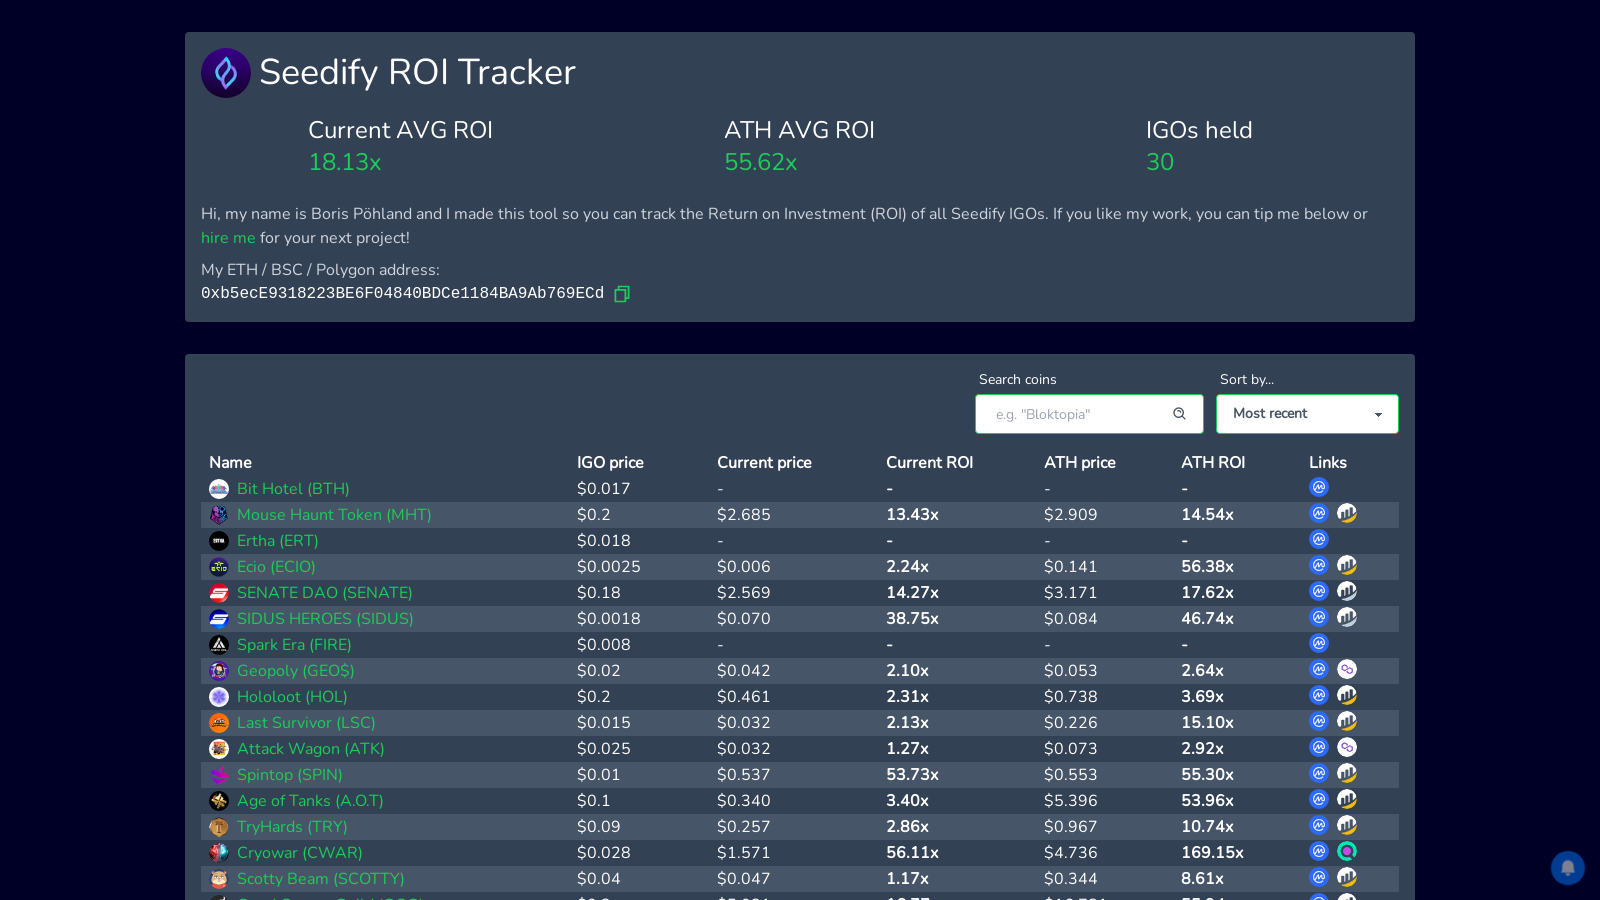 Seedify ROI Tracker
Current AVG ROI ATH AVG ROI IGOs held
18.13x 55.62x 30
Hi, my name is Boris Pöhland and I made this tool so you can track the Return on Investment (ROI) of all Seedify IGOs. If you like my work, you can tip me below or
hire me for your next project!
My ETH / BSC / Polygon address:
0xb5ecE9318223BE6F04840BDCe1184BA9Ab769ECd
Search coins Sort by...
e.g. "Bloktopia" Most recent
Name IGO price Current price Current ROI ATH price ATH ROI Links
Bit Hotel (BTH) $0.017 - - - -
Mouse Haunt Token (MHT) $0.2 $2.685 13.43x $2.909 14.54x
Ertha (ERT) $0.018 - - - -
Ecio (ECIO) $0.0025 $0.006 2.24x $0.141 56.38x
SENATE DAO (SENATE) $0.18 $2.569 14.27x $3.171 17.62x
SIDUS HEROES (SIDUS) $0.0018 $0.070 38.75x $0.084 46.74x
Spark Era (FIRE) $0.008 - - - -
Geopoly (GEO$) $0.02 $0.042 2.10x $0.053 2.64x
Hololoot (HOL) $0.2 $0.461 2.31x $0.738 3.69x
Last Survivor (LSC) $0.015 $0.032 2.13x $0.226 15.10x
Attack Wagon (ATK) $0.025 $0.032 1.27x $0.073 2.92x
Spintop (SPIN) $0.01 $0.537 53.73x $0.553 55.30x
Age of Tanks (A.O.T) $0.1 $0.340 3.40x $5.396 53.96x
TryHards (TRY) $0.09 $0.257 2.86x $0.967 10.74x
Cryowar (CWAR) $0.028 $1.571 56.11x $4.736 169.15x
Scotty Beam (SCOTTY) $0.04 $0.047 1.17x $0.344 8.61x